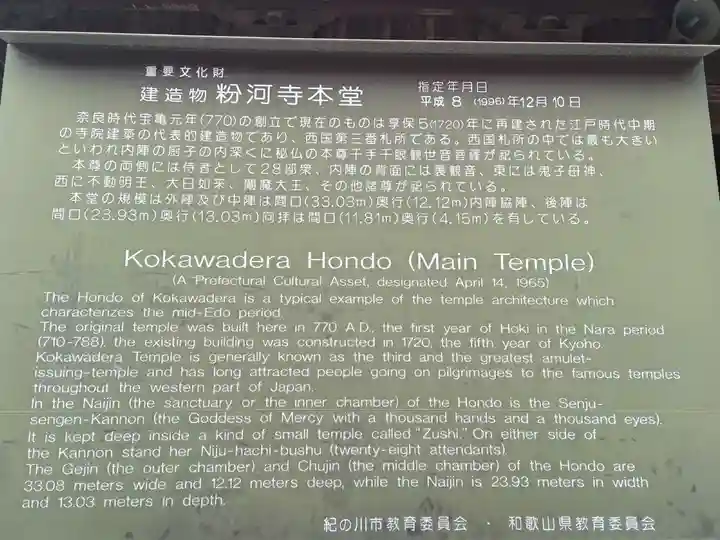 重要文化財
建造物 粉河寺本堂
指定年月日
平成8(1996)年12月10日
奈良時代宝亀元年(770)の創立で現在のものは享保5(1720)年に再建された江戸時代中期
の寺院建築の代表的建造物であり、西国第三番札所である。西国札所の中では最も大きい
といわれ内陣の厨子の内深くに秘仏の本尊千手千眼観世音菩薩が祀られている。
本尊の両側には侍者として28部衆、内陣の背面には裏観音、東には鬼子母神、
西に不動明王、大日如来、閻魔大王、その他諸尊が祀られている。
本堂の規模は外陣及び中陣は間口(33.03m)奥行(12.12m)内陣脇陣、後陣は
間口(23.93m)奥行(13.03m)向拝は間口(11.81m)奥行(4.15m)を有している。
Kokawadera Hondo (Main Temple)
(A Prefectural Cultural Asset, designated April 14, 1965)
The Hondo of Kokawadera is a typical example of the temple architecture which
characterizes the mid-Edo period.
The original temple was built here in 770 A.D., the first year of Hoki in the Nara period
(710-788), the existing building was constructed in 1720, the fifth year of Kyoho.
Kokawadera Temple is generally known as the third and the greatest amulet-
issuing-temple and has long attracted people going on pilgrimages to the famous temples
throughout the western part of Japan.
In the Naijin (the sanctuary or the inner chamber) of the Hondo is the Senju-
sengen-Kannon (the Goddess of Mercy with a thousand hands and a thousand eyes).
It is kept deep inside a kind of small temple called "Zushi." On either side of
the Kannon stand her Niju-hachi-bushu (twenty-eight attendants).
The Gejin (the outer chamber) and Chujin (the middle chamber) of the Hondo are
33.08 meters wide and 12.12 meters deep, while the Naijin is 23.93 meters in width
and 13.03 meters in depth.
紀の川市教育委員会 ・ 和歌山県教育委員会